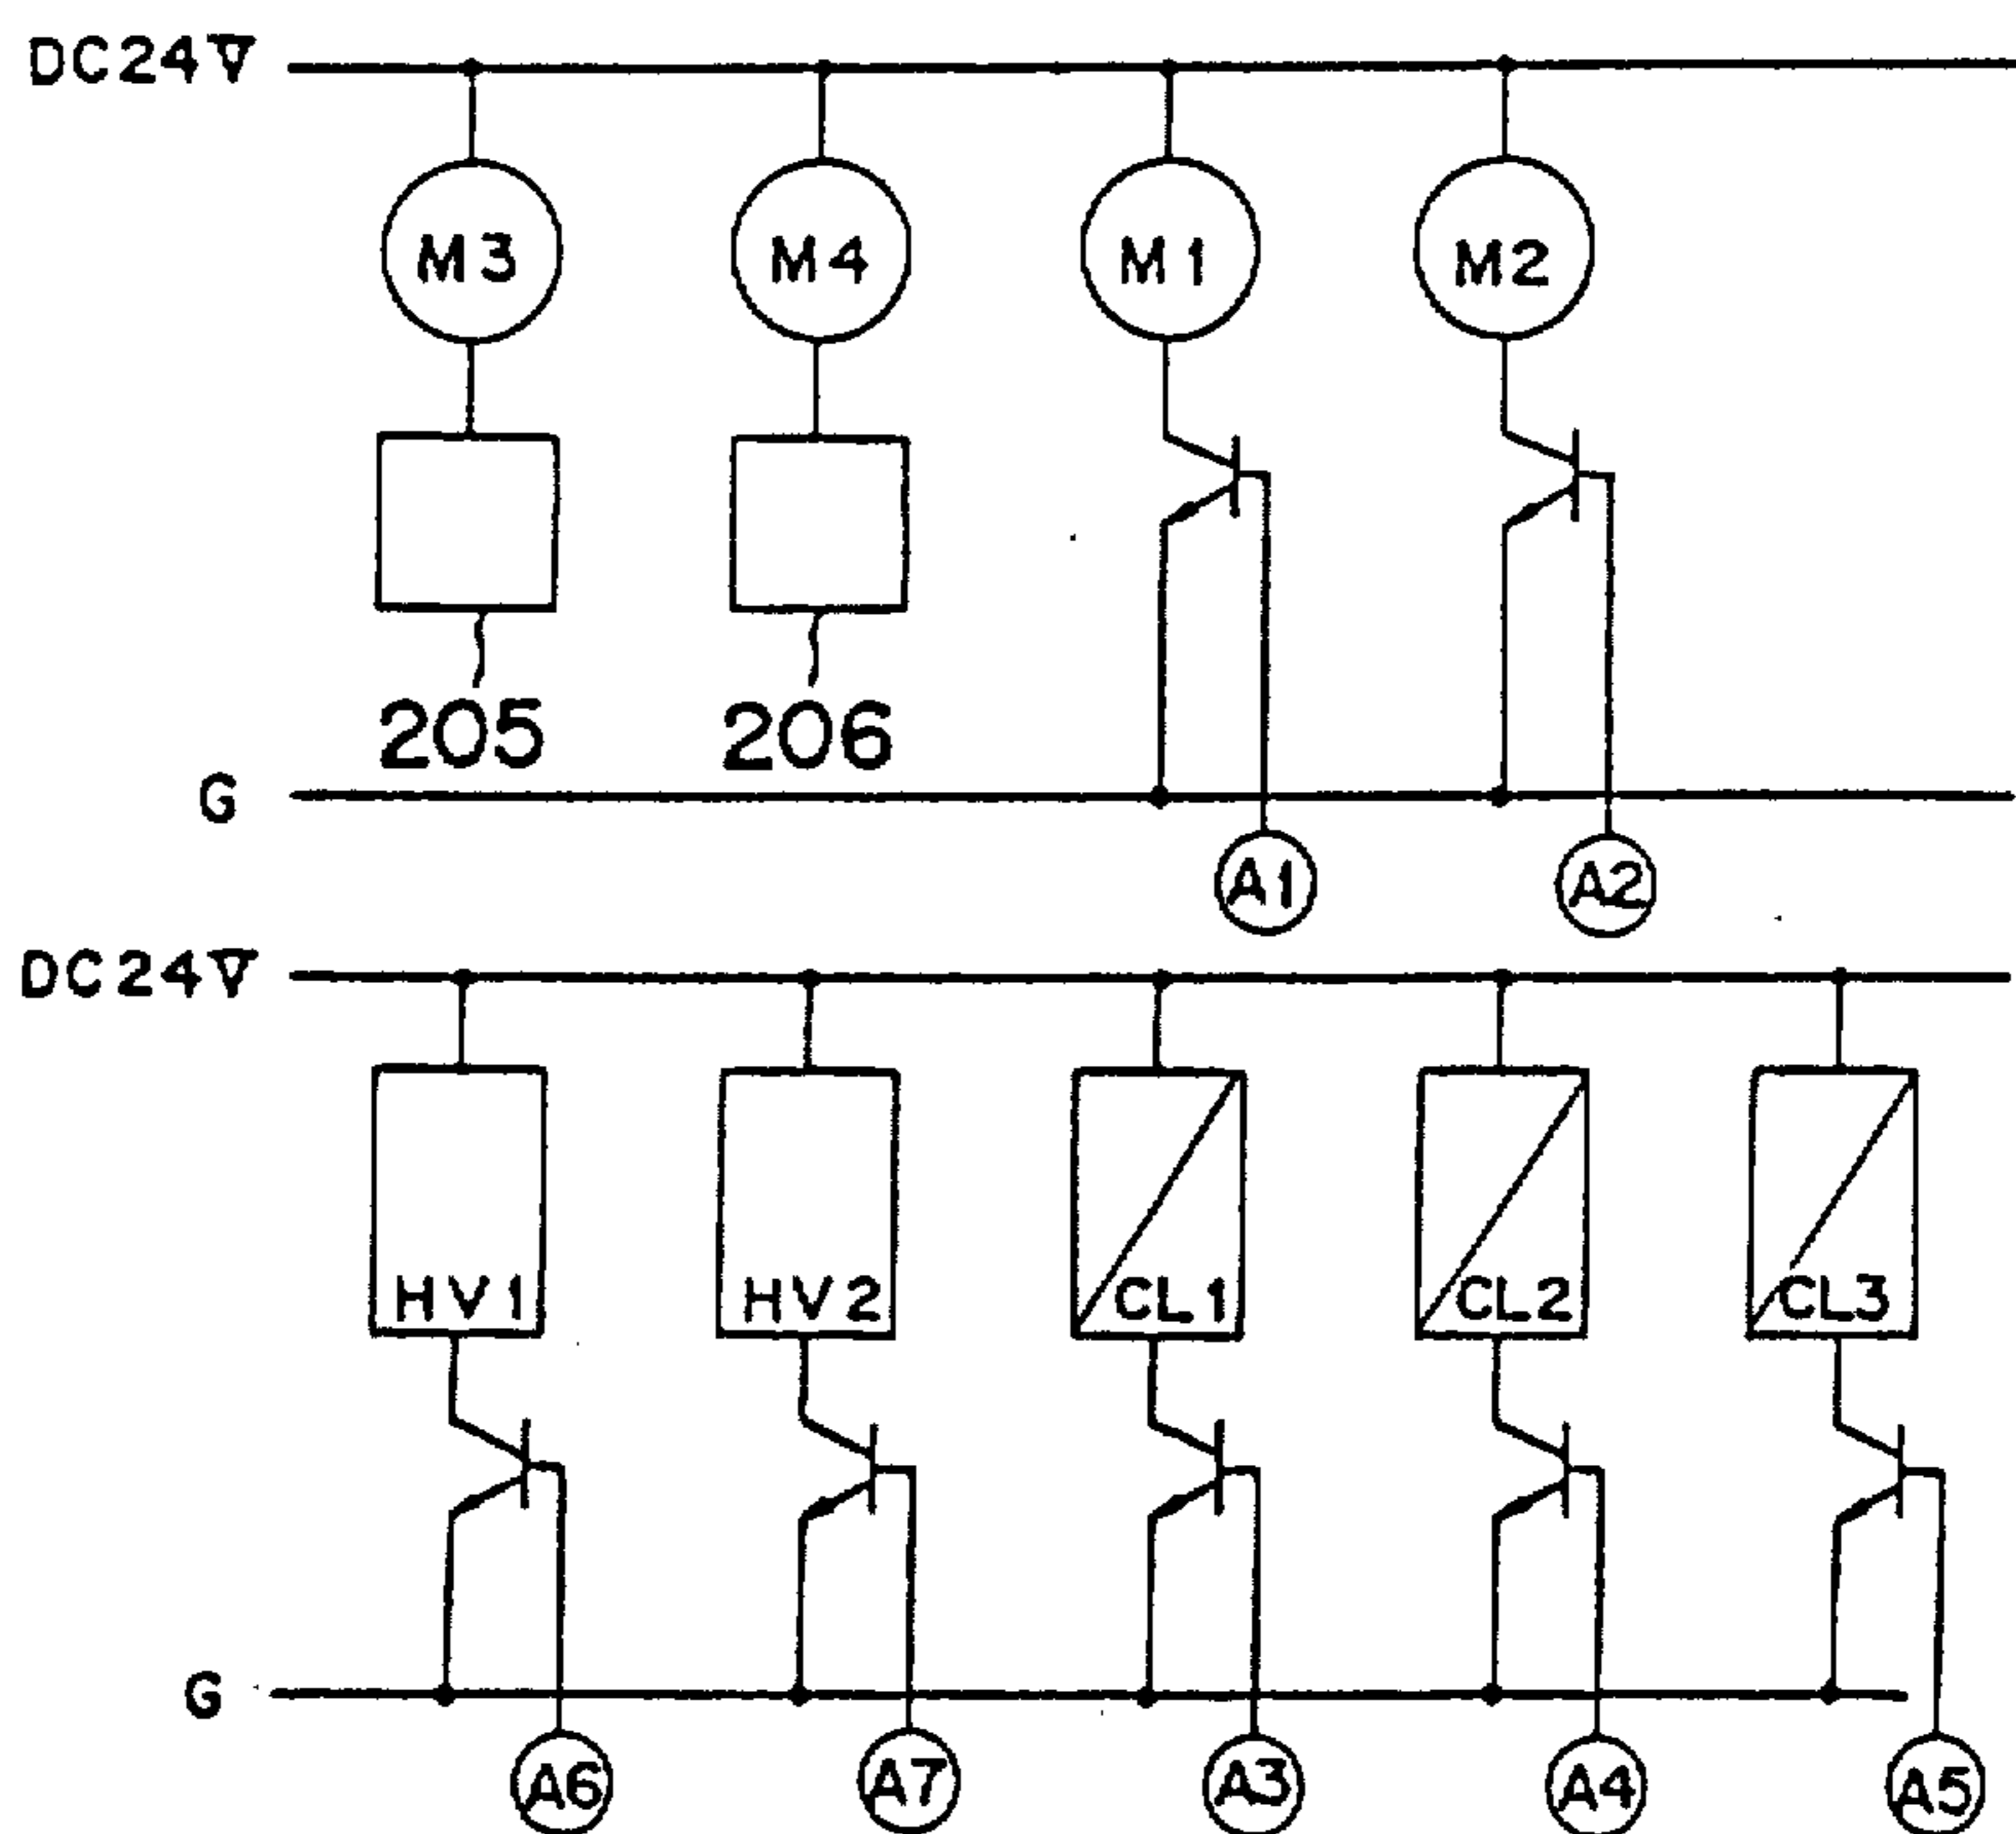 DC24V
M3 M4 M1 M2
205 206
G
A1 A2
DC24V
HV1 HV2 CL1 CL2 CL3
G
A6 A7 A3 A4 A5